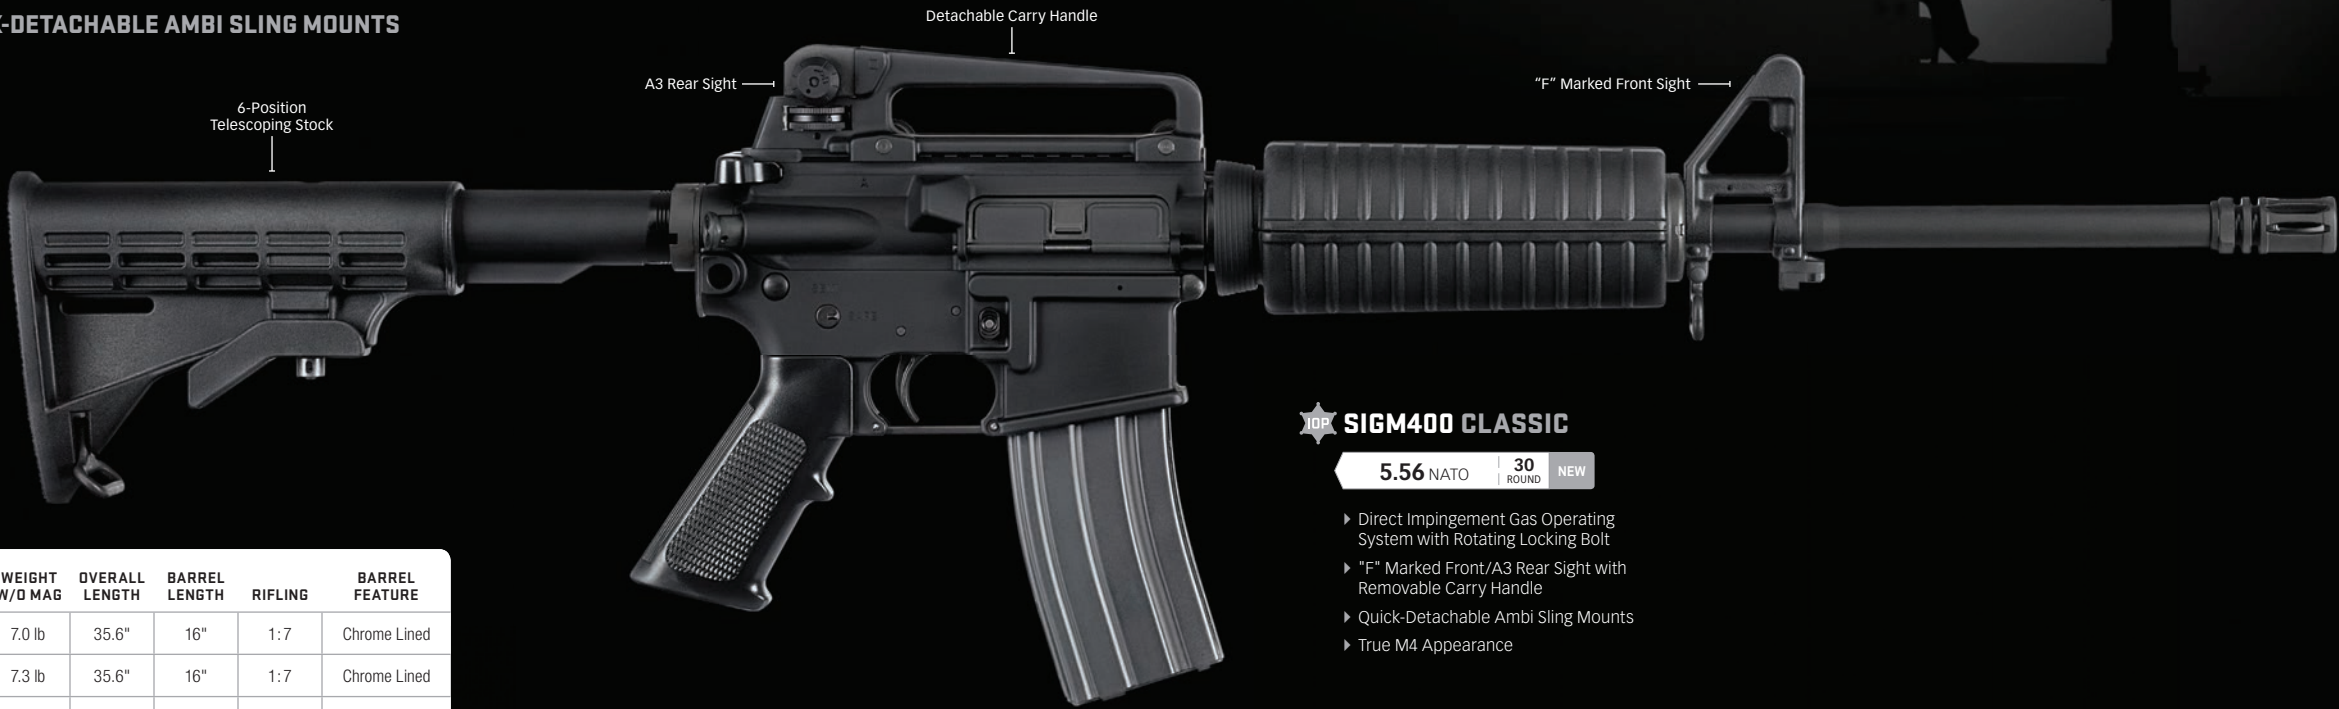 -DETACHABLE AMBI SLING MOUNTS
Detachable Carry Handle
A3 Rear Sight
"F" Marked Front Sight
6-Position
Telescoping Stock
IOP SIGM400 CLASSIC
5.56 NATO 30 ROUND NEW
Direct Impingement Gas Operating
System with Rotating Locking Bolt
"F" Marked Front/A3 Rear Sight with
Removable Carry Handle
Quick-Detachable Ambi Sling Mounts
True M4 Appearance
WEIGHT OVERALL BARREL BARREL
W/O MAG LENGTH LENGTH RIFLING FEATURE
7.0 lb 35.6" 16" 1:7 Chrome Lined
7.3 lb 35.6" 16" 1:7 Chrome Lined